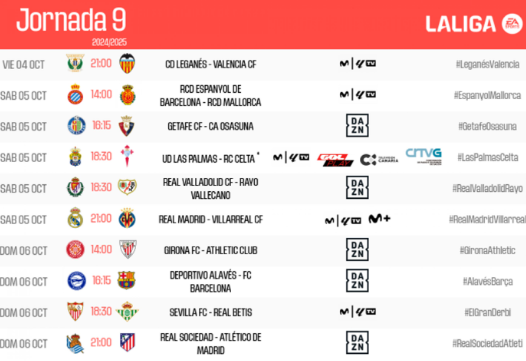 Jornada 9
2024/2025
LALIGA EA SPORTS
VIE 04 OCT 21:00 CD LEGANÉS - VALENCIA CF M+ | LALIGA TV #LeganésValencia
SAB 05 OCT 14:00 RCD ESPANYOL DE
BARCELONA - RCD MALLORCA #EspanyolMallorca
SAB 05 OCT 16:15 GETAFE CF - CA OSASUNA DAZN #GetafeOsasuna
SAB 05 OCT 18:30 UD LAS PALMAS - RC CELTA * GOL PLAY CRTVG #LasPalmasCelta
SAB 05 OCT 18:30 REAL VALLADOLID CF - RAYO
VALLECANO DAZN #RealValladolidRayo
SAB 05 OCT 21:00 REAL MADRID - VILLARREAL CF M+ #RealMadridVillarreal
DOM 06 OCT 14:00 GIRONA FC - ATHLETIC CLUB DAZN #GironaAthletic
DOM 06 OCT 16:15 DEPORTIVO ALAVÉS - FC
BARCELONA DAZN #AlavésBarça
DOM 06 OCT 18:30 SEVILLA FC - REAL BETIS #ElGranDerbi
DOM 06 OCT 21:00 REAL SOCIEDAD - ATLÉTICO DE
MADRID DAZN #RealSociedadAtleti